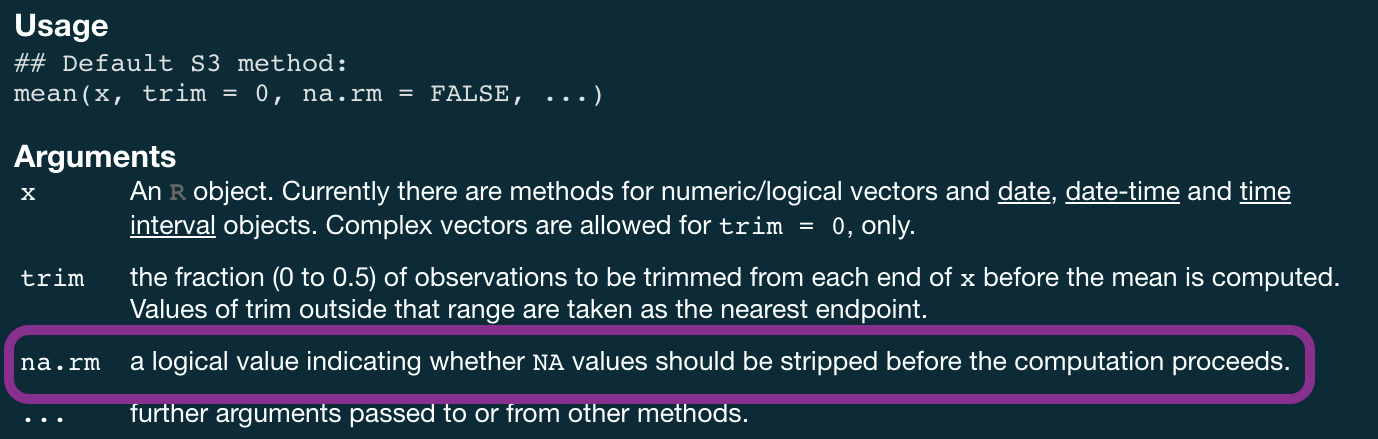 Usage
## Default S3 method:
mean(x, trim = 0, na.rm = FALSE, ...)
Arguments
x An R object. Currently there are methods for numeric/logical vectors and date, date-time and time
interval objects. Complex vectors are allowed for trim = 0, only.
trim the fraction (0 to 0.5) of observations to be trimmed from each end of x before the mean is computed.
Values of trim outside that range are taken as the nearest endpoint.
na.rm a logical value indicating whether NA values should be stripped before the computation proceeds.
... further arguments passed to or from other methods.